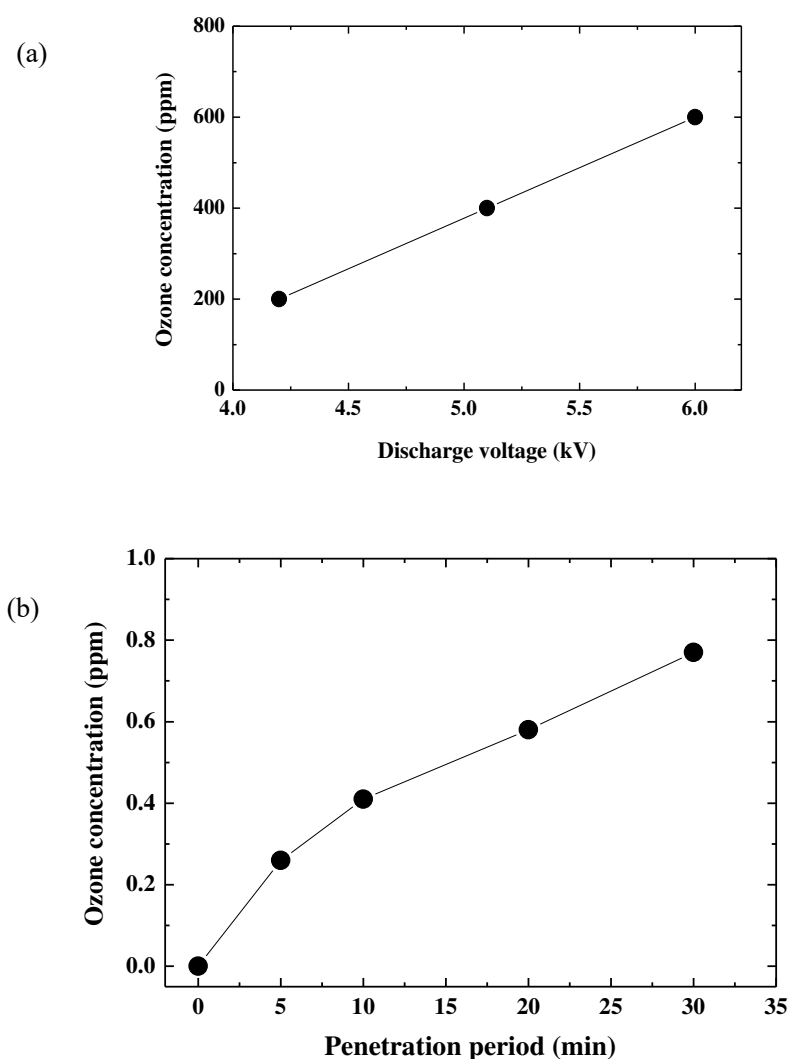 (a)
Ozone concentration (ppm)
800
600
400
200
0
4.0 4.5 5.0 5.5 6.0
Discharge voltage (kV)
(b)
Ozone concentration (ppm)
1.0
0.8
0.6
0.4
0.2
0.0
0 5 10 15 20 25 30 35
Penetration period (min)